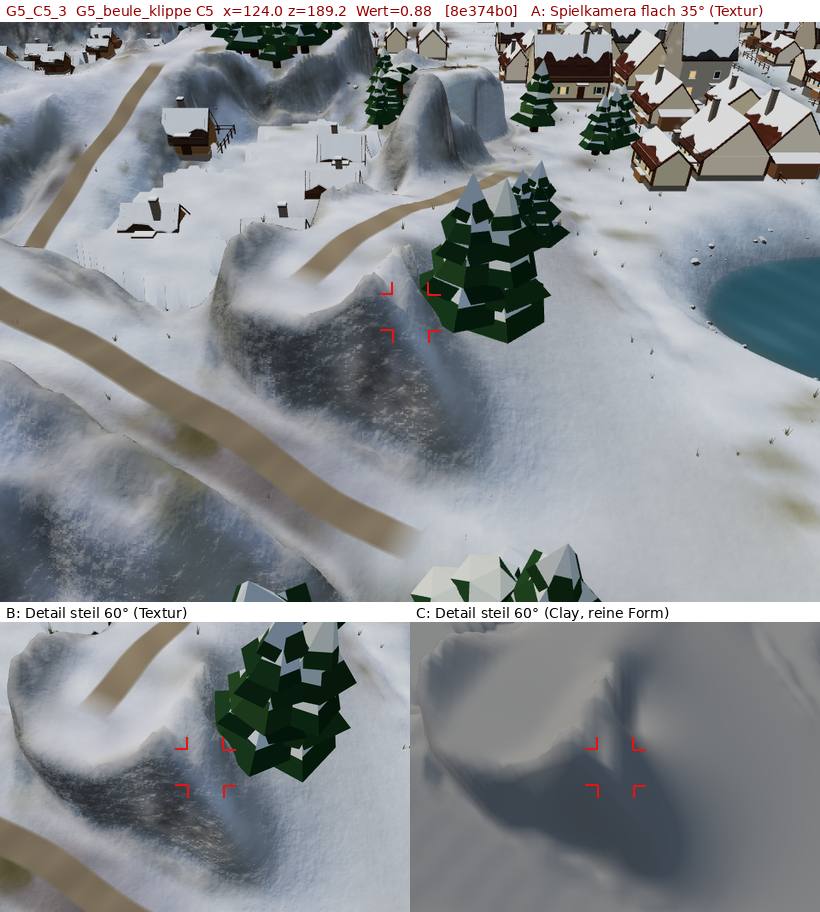 G5_C5_3  G5_beule_klippe C5  x=124.0 z=189.2  Wert=0.88   [8e374b0]   A: Spielkamera flach 35° (Textur)
B: Detail steil 60° (Textur)
C: Detail steil 60° (Clay, reine Form)